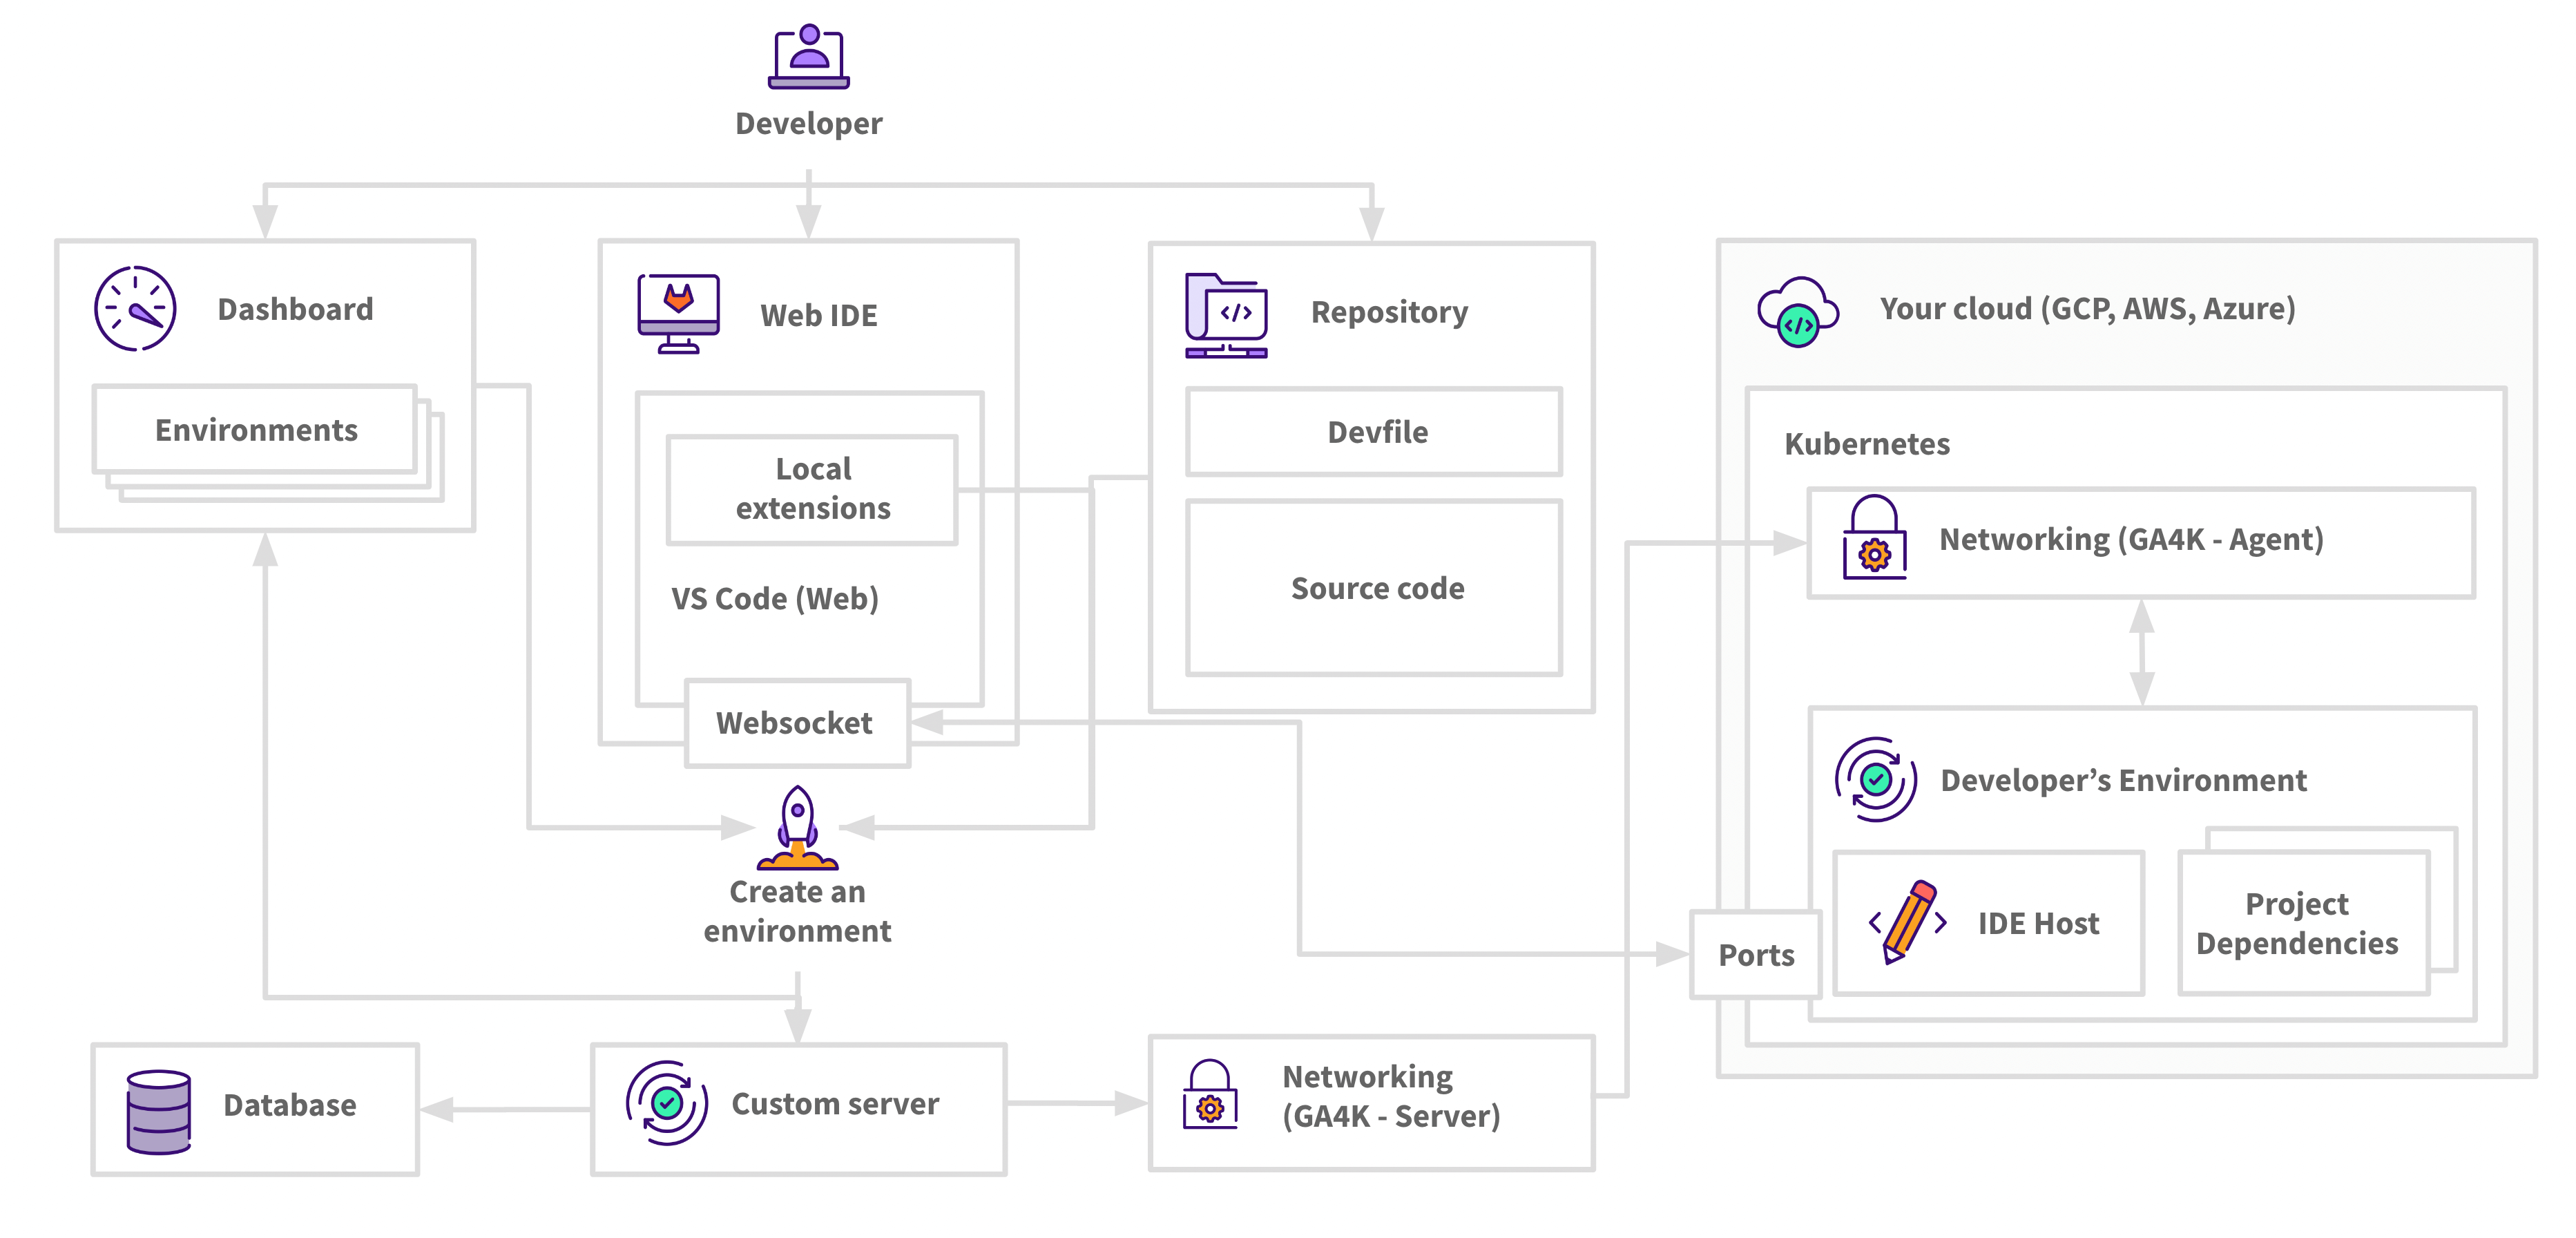 Developer
Dashboard
Environments
Web IDE
Local
extensions
VS Code (Web)
Websocket
Repository
Devfile
Source code
Create an
environment
Database
Custom server
Networking
(GA4K - Server)
Your cloud (GCP, AWS, Azure)
Kubernetes
Networking (GA4K - Agent)
Developer’s Environment
Ports
IDE Host
Project
Dependencies